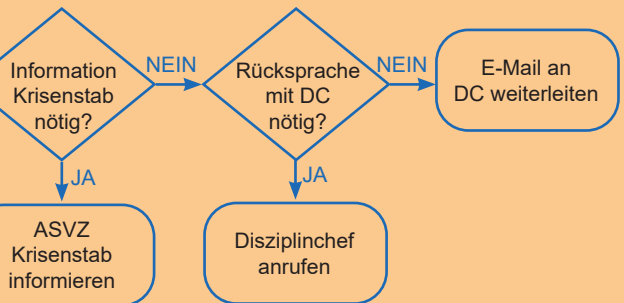 Information
Krisenstab
nötig?
NEIN
Rücksprache
mit DC
nötig?
NEIN
E-Mail an
DC weiterleiten
JA
JA
ASVZ
Krisenstab
informieren
Disziplinchef
anrufen